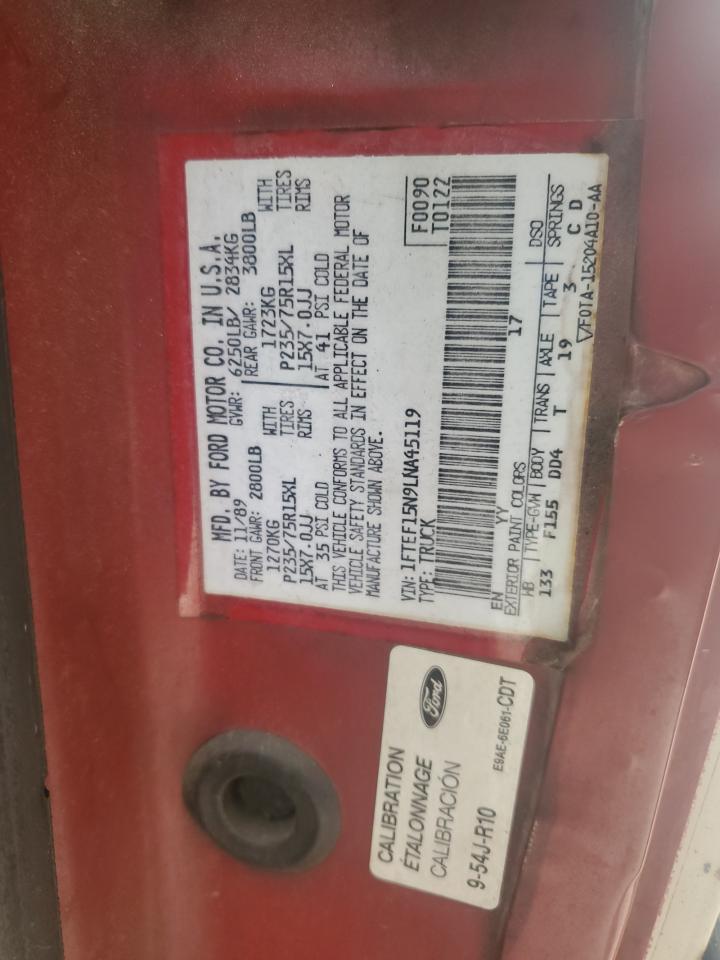 MFD. BY FORD MOTOR CO. IN U.S.A.
DATE: 11/89 GVWR: 6250LB/ 2834KG
FRONT GAWR: 2800LB REAR GAWR: 3800LB
1270KG WITH 1723KG WITH
P235/75R15XL TIRES P235/75R15XL TIRES
15X7.0JJ RIMS 15X7.0JJ RIMS
AT 35 PSI COLD AT 41 PSI COLD
THIS VEHICLE CONFORMS TO ALL APPLICABLE FEDERAL MOTOR
VEHICLE SAFETY STANDARDS IN EFFECT ON THE DATE OF
MANUFACTURE SHOWN ABOVE.
VIN: 1FTEF15N9LNA45119 F0090
TYPE: TRUCK T0122
EN YY 17
EXTERIOR PAINT COLORS DSO
WB TYPE-GVW BODY TRANS AXLE TAPE SPRINGS
133 F155 DD4 T 19 3 C D
F0TA-15204A10-AA
CALIBRATION
ÉTALONNAGE
CALIBRACIÓN
9-54J-R10
Ford
E9AE-6E061-CDT